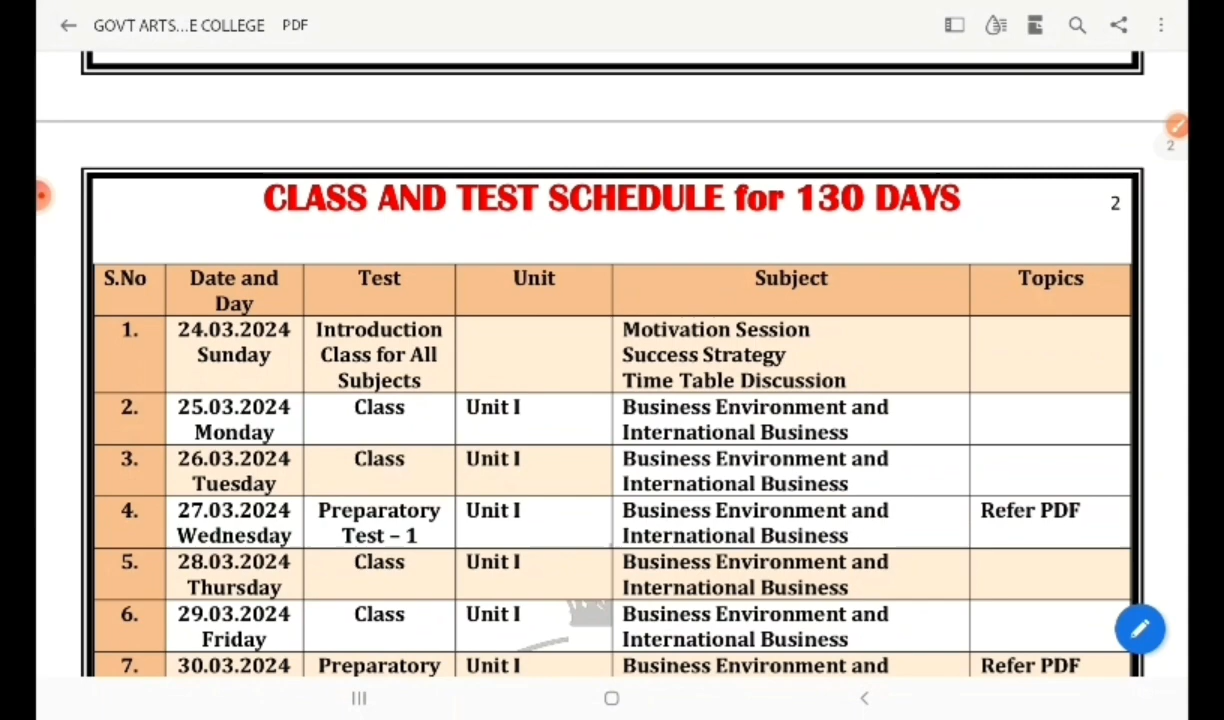 GOVT ARTS...E COLLEGE PDF
2
CLASS AND TEST SCHEDULE for 130 DAYS
2
S.No Date and Day Test Unit Subject Topics
1. 24.03.2024 Sunday Introduction Class for All Subjects Motivation Session Success Strategy Time Table Discussion
2. 25.03.2024 Monday Class Unit I Business Environment and International Business
3. 26.03.2024 Tuesday Class Unit I Business Environment and International Business
4. 27.03.2024 Wednesday Preparatory Test – 1 Unit I Business Environment and International Business Refer PDF
5. 28.03.2024 Thursday Class Unit I Business Environment and International Business
6. 29.03.2024 Friday Class Unit I Business Environment and International Business
7. 30.03.2024 Preparatory Unit I Business Environment and Refer PDF